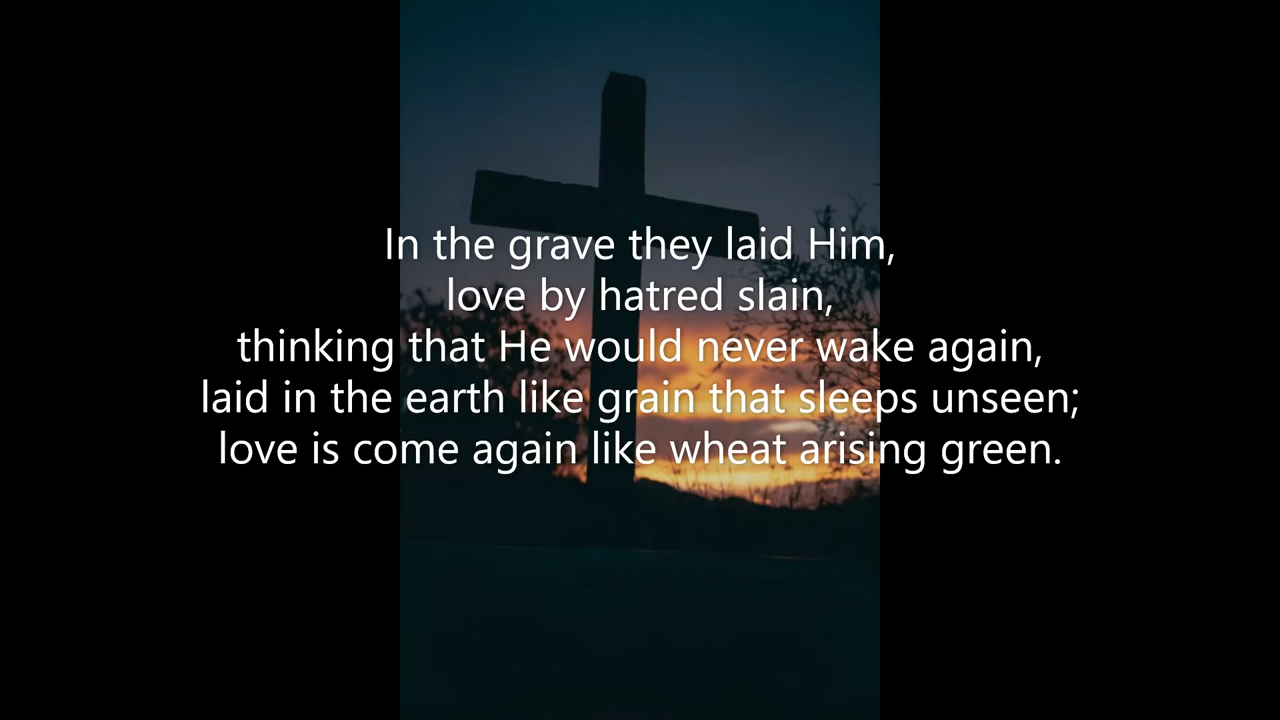 In the grave they laid Him,
love by hatred slain,
thinking that He would never wake again,
laid in the earth like grain that sleeps unseen;
love is come again like wheat arising green.